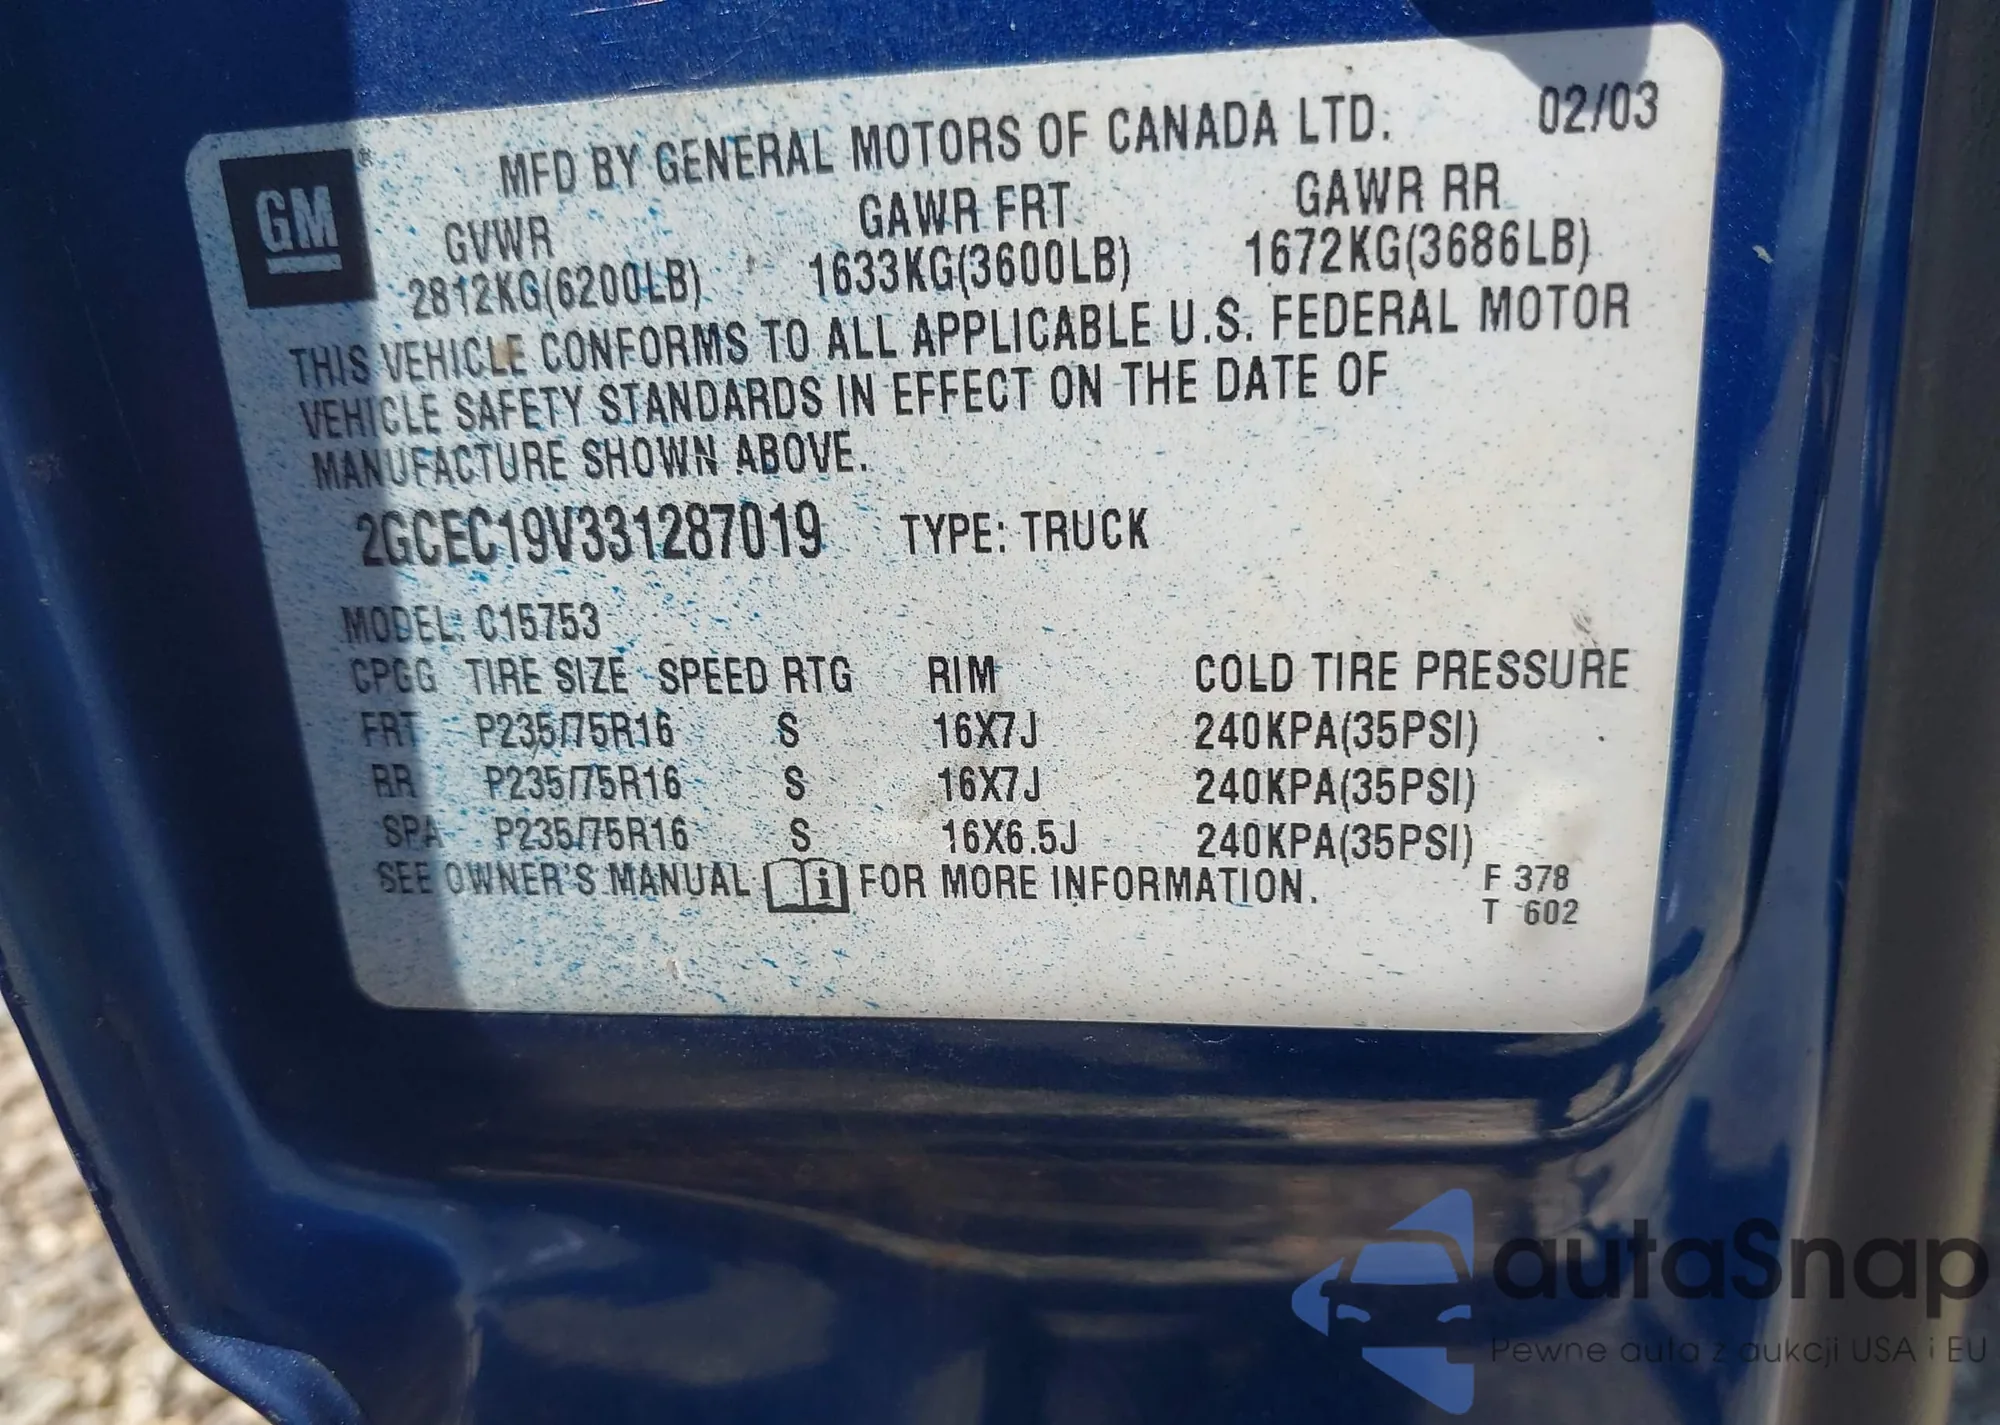 GM®
MFD BY GENERAL MOTORS OF CANADA LTD. 02/03
GVWR GAWR FRT GAWR RR
2812KG(6200LB) 1633KG(3600LB) 1672KG(3686LB)
THIS VEHICLE CONFORMS TO ALL APPLICABLE U.S. FEDERAL MOTOR
VEHICLE SAFETY STANDARDS IN EFFECT ON THE DATE OF
MANUFACTURE SHOWN ABOVE.
2GCEC19V331287019 TYPE: TRUCK
MODEL: C15753
CPGG TIRE SIZE SPEED RTG RIM COLD TIRE PRESSURE
FRT P235/75R16 S 16X7J 240KPA(35PSI)
RR P235/75R16 S 16X7J 240KPA(35PSI)
SPA P235/75R16 S 16X6.5J 240KPA(35PSI)
SEE OWNER'S MANUAL i FOR MORE INFORMATION.
F 378
T 602
autaSnap
Pewne auta z aukcji USA i EU